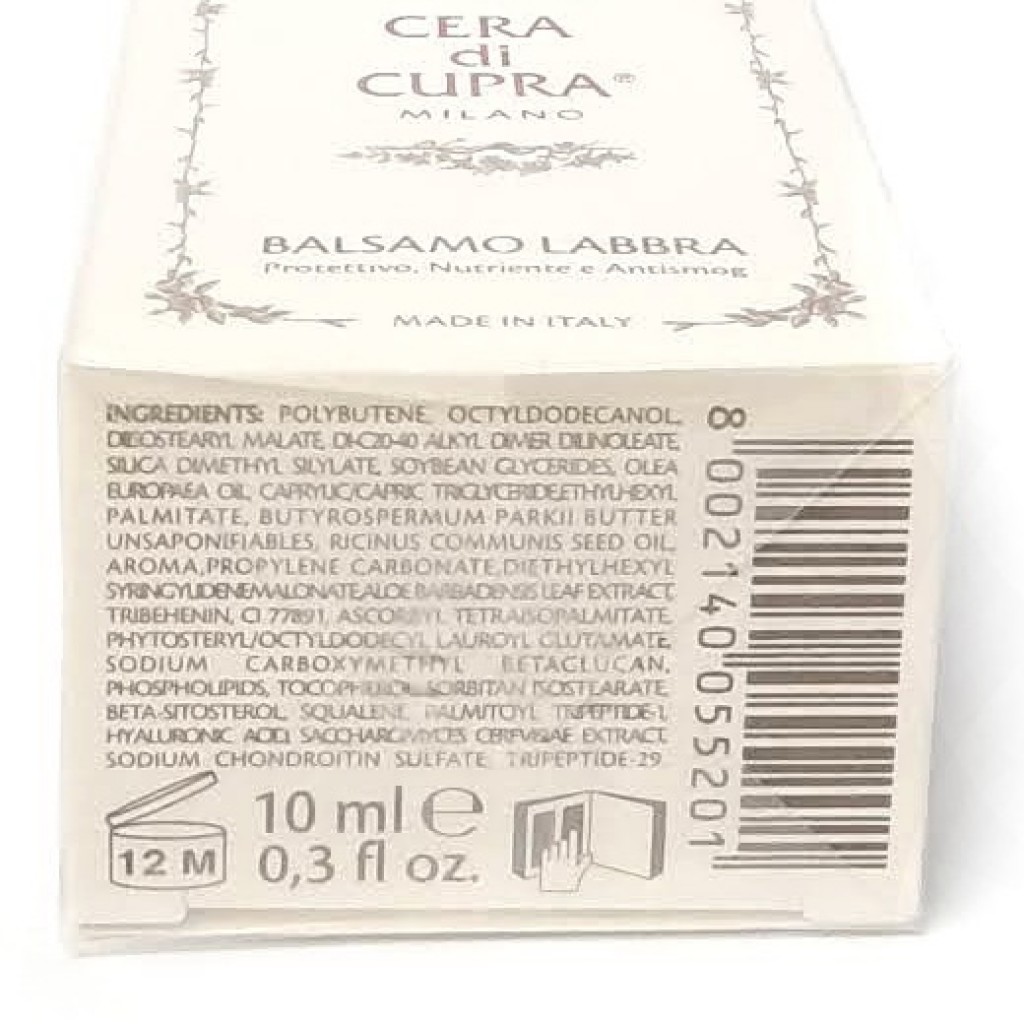 CERA
di
CUPRA®
MILANO
BALSAMO LABBRA
Protettivo, Nutriente e Antismog
MADE IN ITALY
INGREDIENTS: POLYBUTENE, OCTYLDODECANOL,
DIISOSTEARYL MALATE, DI-C20-40 ALKYL DIMER DILINOLEATE,
SILICA DIMETHYL SILYLATE, SOYBEAN GLYCERIDES, OLEA
EUROPAEA OIL, CAPRYLIC/CAPRIC TRIGLYCERIDE,ETHYLHEXYL
PALMITATE, BUTYROSPERMUM PARKII BUTTER
UNSAPONIFIABLES, RICINUS COMMUNIS SEED OIL,
AROMA,PROPYLENE CARBONATE,DIETHYLHEXYL
SYRINGYLIDENEMALONATE,ALOE BARBADENSIS LEAF EXTRACT,
TRIBEHENIN, CI 77891, ASCORBYL TETRAISOPALMITATE,
PHYTOSTERYL/OCTYLDODECYL LAUROYL GLUTAMATE,
SODIUM CARBOXYMETHYL BETAGLUCAN,
PHOSPHOLIPIDS, TOCOPHEROL, SORBITAN ISOSTEARATE,
BETA-SITOSTEROL, SQUALENE, PALMITOYL TRIPEPTIDE-1,
HYALURONIC ACID, SACCHAROMYCES CEREVISIAE EXTRACT,
SODIUM CHONDROITIN SULFATE, TRIPEPTIDE-29
12 M
10 ml e
0,3 fl oz.
8 002140 055201